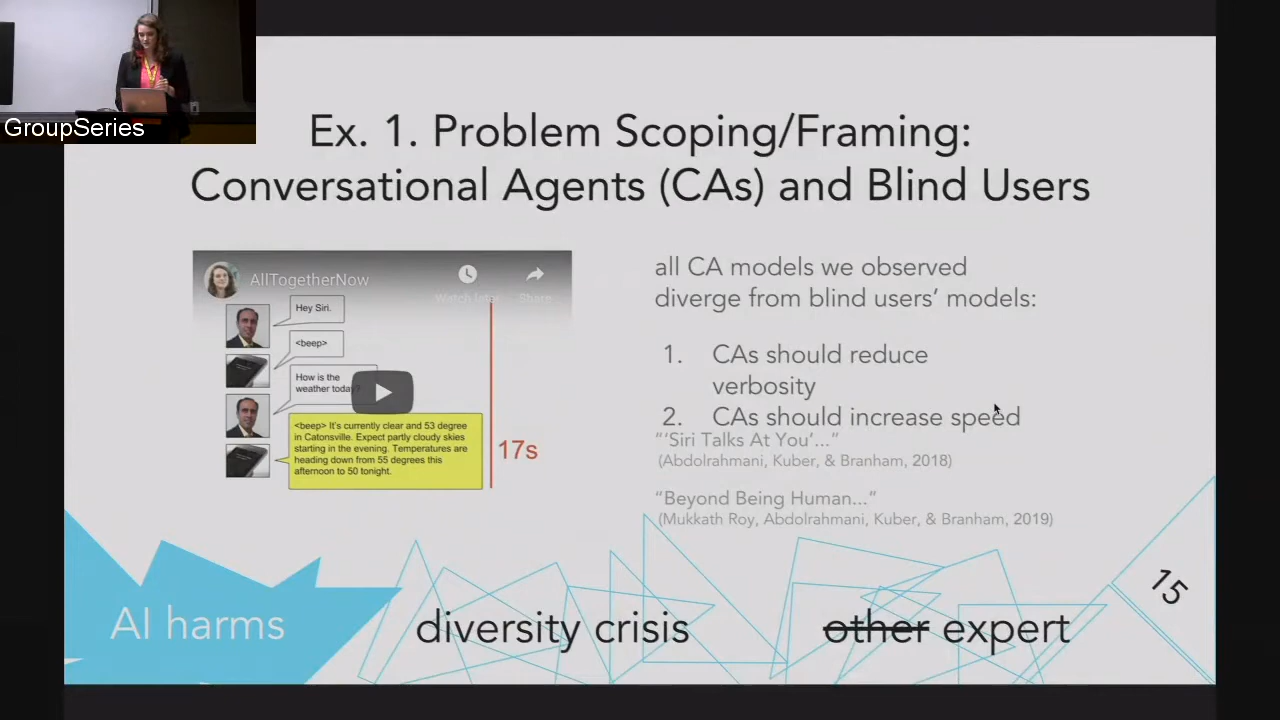 GroupSeries
Ex. 1. Problem Scoping/Framing:
Conversational Agents (CAs) and Blind Users
AllTogetherNow
Watch later
Share
Hey Siri.
<beep>
How is the
weather today?
<beep> It's currently clear and 53 degree
in Catonsville. Expect partly cloudy skies
starting in the evening. Temperatures are
heading down from 55 degrees this
afternoon to 50 tonight.
17s
all CA models we observed
diverge from blind users' models:
1. CAs should reduce
verbosity
2. CAs should increase speed
"'Siri Talks At You'..."
(Abdolrahmani, Kuber, & Branham, 2018)
"Beyond Being Human..."
(Mukkath Roy, Abdolrahmani, Kuber, & Branham, 2019)
AI harms
diversity crisis
other expert
15